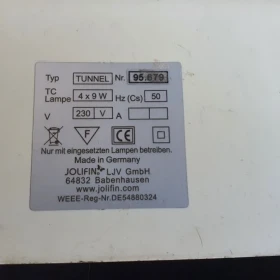 Typ TUNNEL Nr. 95.679
TC
Lampe 4 x 9 W Hz (Cs) 50
V 230 V A
F CE
Nur mit eingesetzten Lampen betreiben.
Made in Germany
JOLIFIN LJV GmbH
64832 Babenhausen
www.jolifin.com
WEEE-Reg-Nr.DE54860324